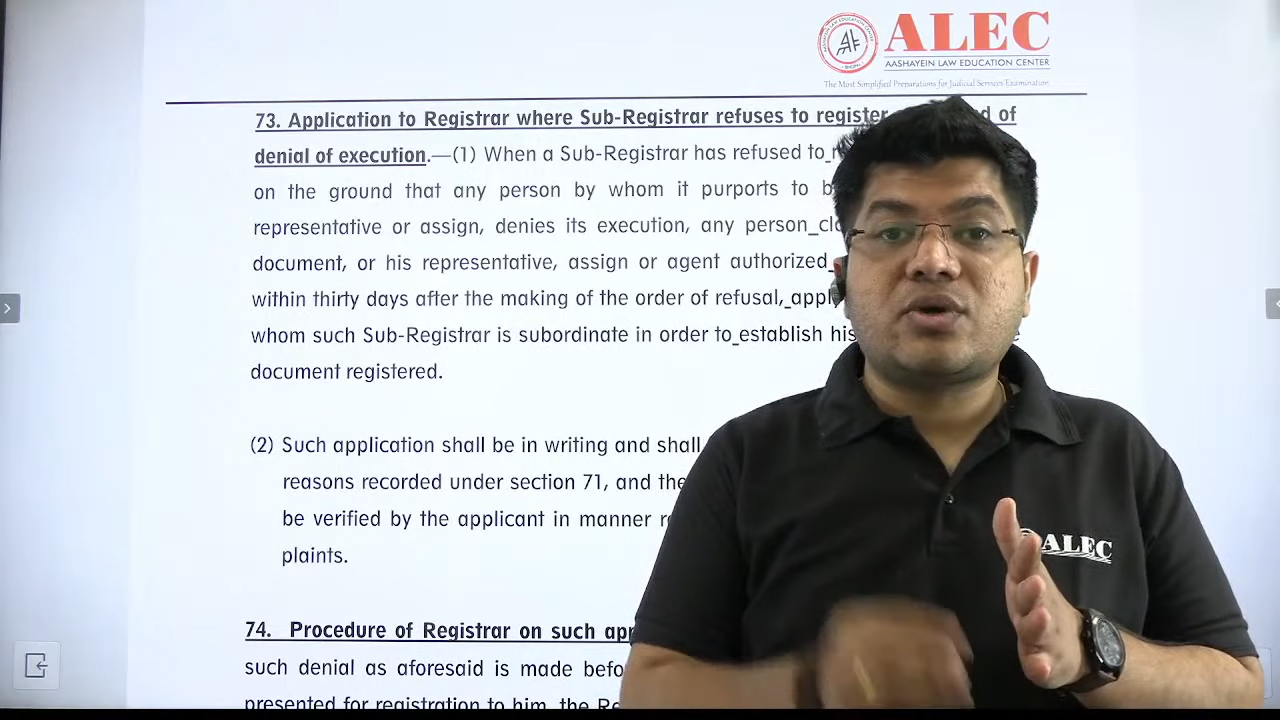 ALEC
AASHAYEIN LAW EDUCATION CENTER
The Most Simplified Preparations for Judicial Services Examination
73. Application to Registrar where Sub-Registrar refuses to register of
denial of execution.—(1) When a Sub-Registrar has refused to
on the ground that any person by whom it purports to
representative or assign, denies its execution, any person
document, or his representative, assign or agent authorized
within thirty days after the making of the order of refusal,
whom such Sub-Registrar is subordinate in order to establish his
document registered.
(2) Such application shall be in writing and shall
reasons recorded under section 71, and
be verified by the applicant in manner
plaints.
ALEC
74. Procedure of Registrar on such
such denial as aforesaid is made
presented for registration to him, the